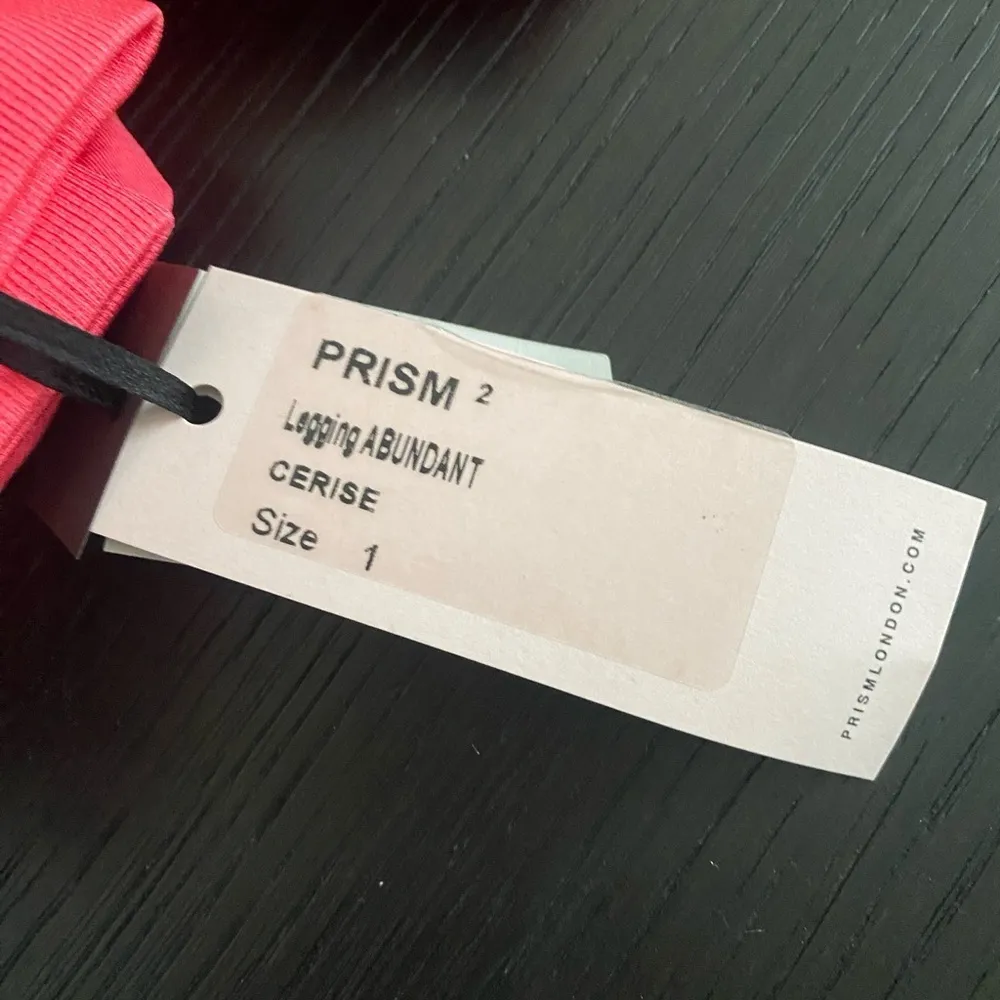 PRISM ²
Legging ABUNDANT
CERISE
Size 1
PRISMLONDON.COM